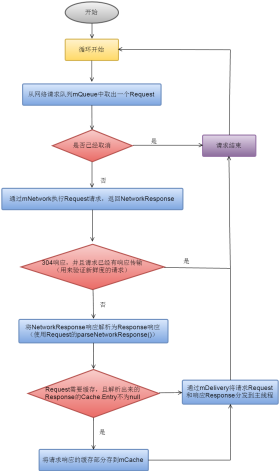 开始
循环开始
从网络请求队列mQueue中取出一个Request
是否已经取消
是
请求结束
否
通过mNetwork执行Request请求，返回NetworkResponse
304响应，并且请求已经有响应传输
（用来验证新鲜度的请求）
是
否
将NetworkResponse响应解析为Response响应
（使用Request的parseNetworkResponse()）
Request需要缓存，且解析出来的
Response的Cache.Entry不为null
通过mDelivery将请求Request
和响应Response分发到主线程
是
将请求响应的缓存部分存到mCache